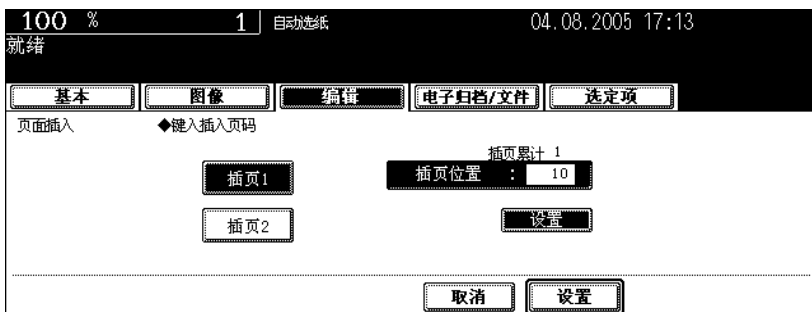 100 % 1 自动选纸 04.08.2005 17:13
就绪
基本 图像 编辑 电子归档/文件 选定项
页面插入 ◆键入插入页码
插页累计 1
插页1 插页位置 : 10
插页2 设置
取消 设置